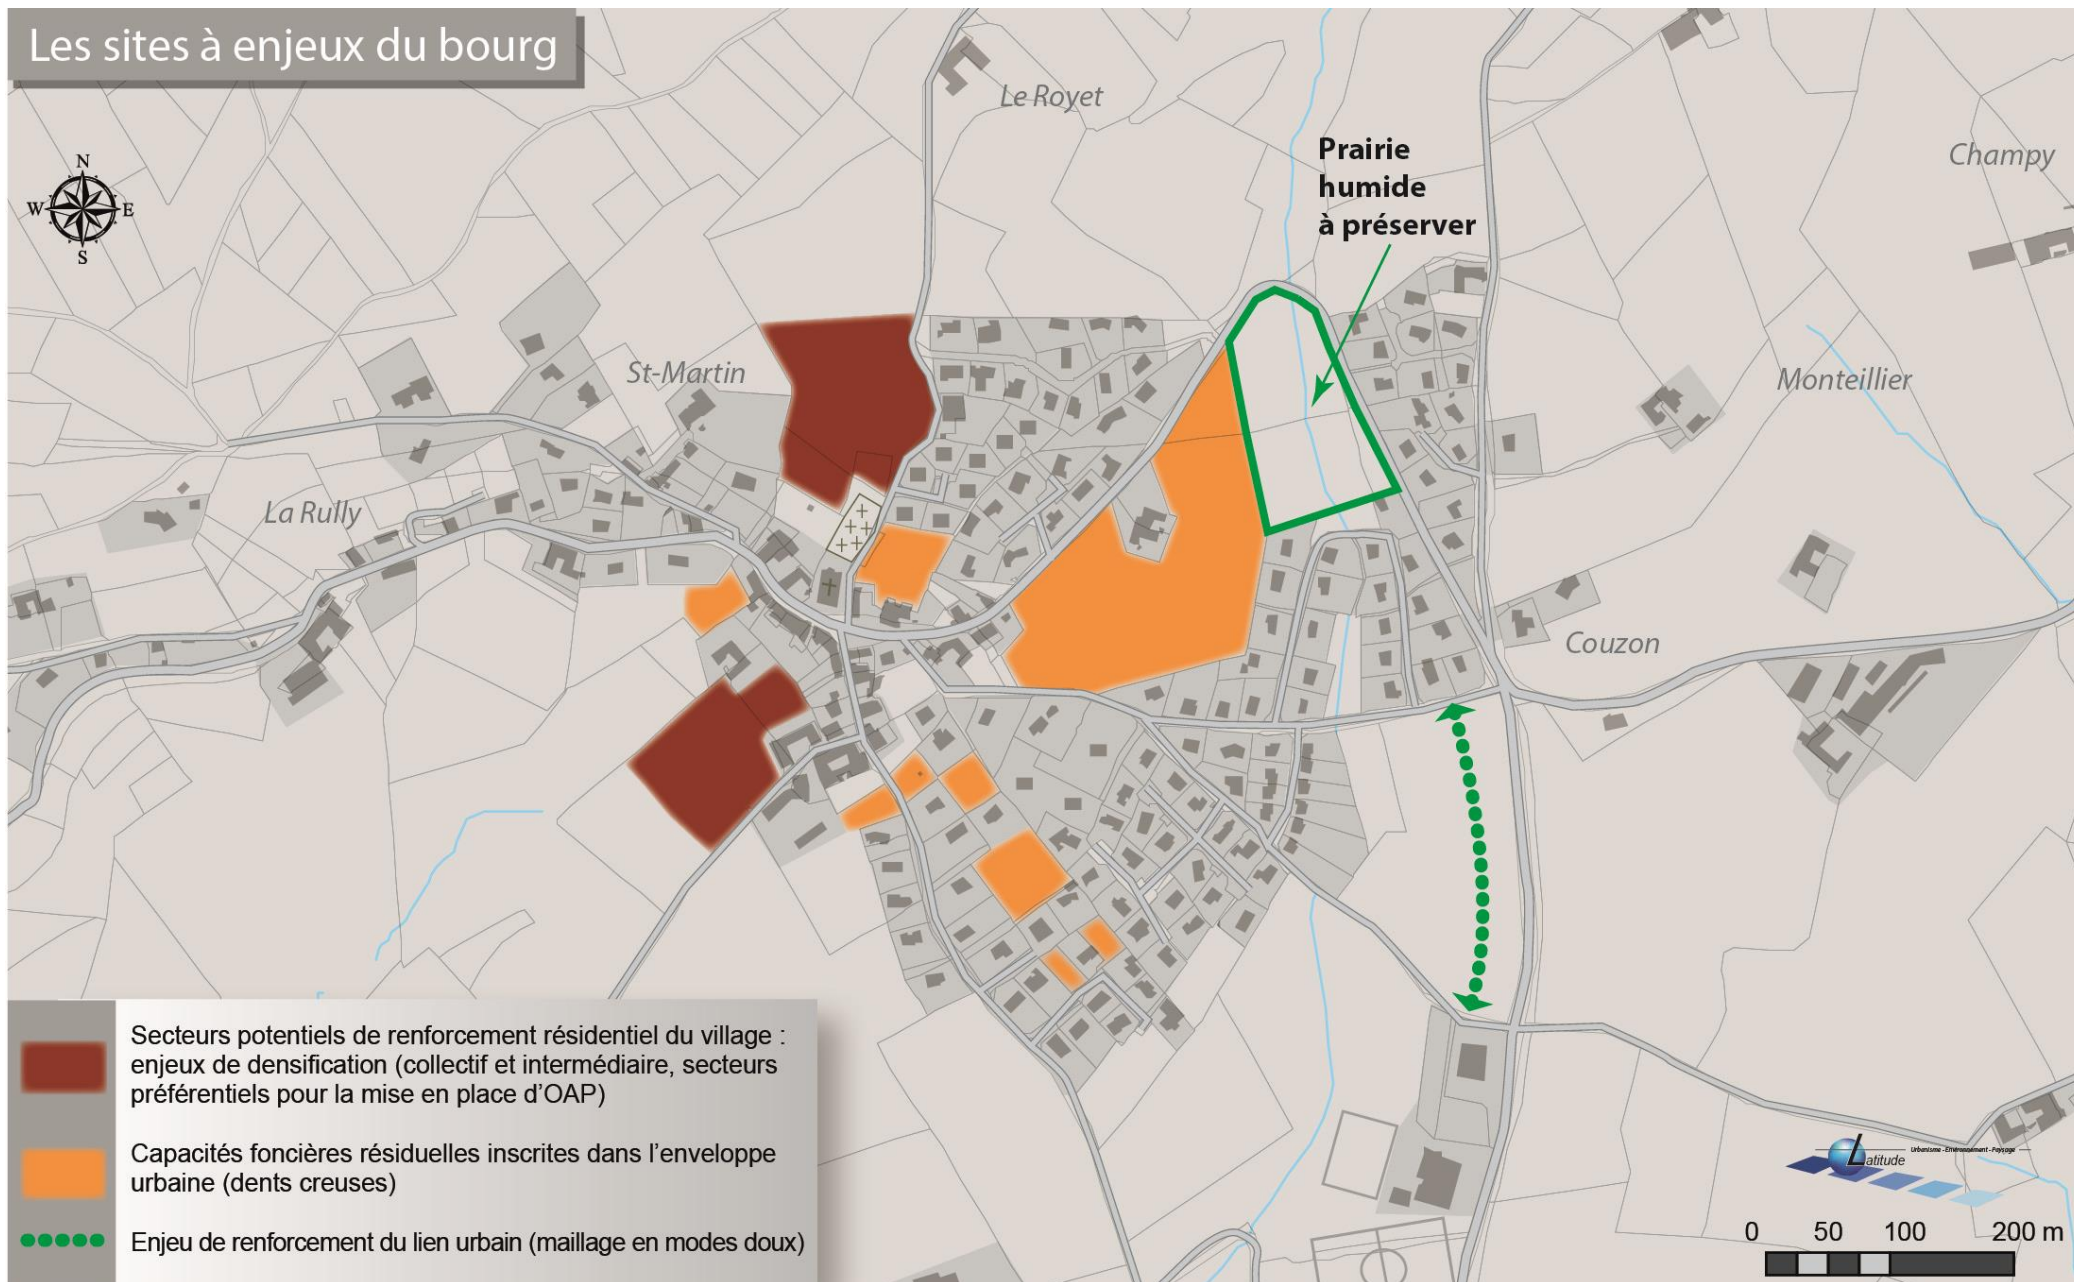 Les sites à enjeux du bourg
Le Royet
Prairie
humide
à préserver
Champy
N
W
E
S
St-Martin
Monteillier
La Rully
Couzon
Secteurs potentiels de renforcement résidentiel du village :
enjeux de densification (collectif et intermédiaire, secteurs
préférentiels pour la mise en place d’OAP)
Capacités foncières résiduelles inscrites dans l’enveloppe
urbaine (dents creuses)
Enjeu de renforcement du lien urbain (maillage en modes doux)
Latitude
Urbanisme - Environnement - Paysage
0 50 100 200 m